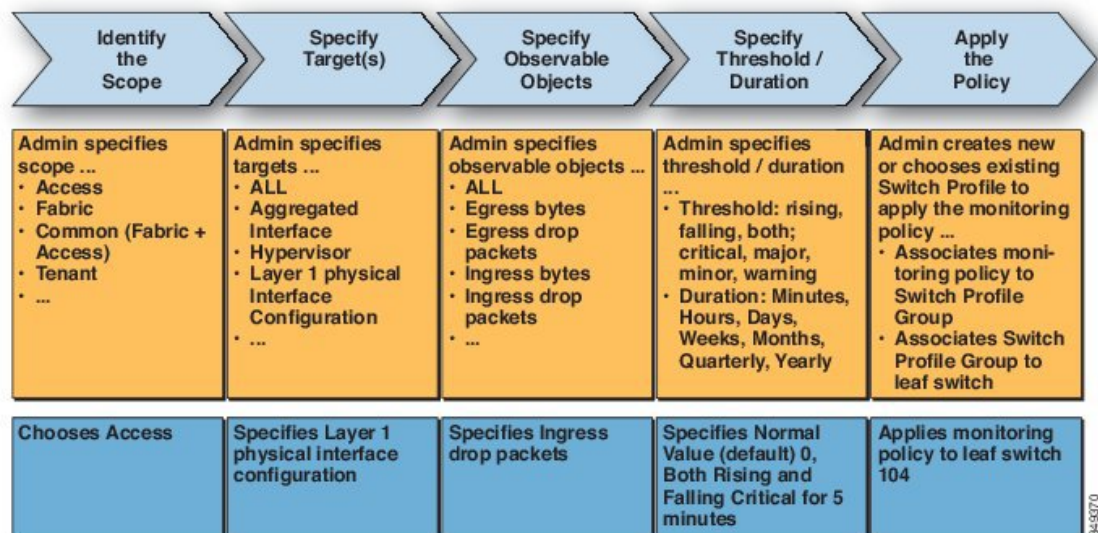 Identify
the
Scope
Specify
Target(s)
Specify
Observable
Objects
Specify
Threshold /
Duration
Apply
the
Policy
Admin specifies
scope ...
• Access
• Fabric
• Common (Fabric +
Access)
• Tenant
• ...
Admin specifies
targets ...
• ALL
• Aggregated
Interface
• Hypervisor
• Layer 1 physical
Interface
Configuration
• ...
Admin specifies
observable objects ...
• ALL
• Egress bytes
• Egress drop
packets
• Ingress bytes
• Ingress drop
packets
• ...
Admin specifies
threshold / duration
...
• Threshold: rising,
falling, both;
critical, major,
minor, warning
• Duration: Minutes,
Hours, Days,
Weeks, Months,
Quarterly, Yearly
Admin creates new
or chooses existing
Switch Profile to
apply the monitoring
policy ...
• Associates moni-
toring policy to
Switch Profile
Group
• Associates Switch
Profile Group to
leaf switch
Chooses Access
Specifies Layer 1
physical interface
configuration
Specifies Ingress
drop packets
Specifies Normal
Value (default) 0,
Both Rising and
Falling Critical for 5
minutes
Applies monitoring
policy to leaf switch
104
349370